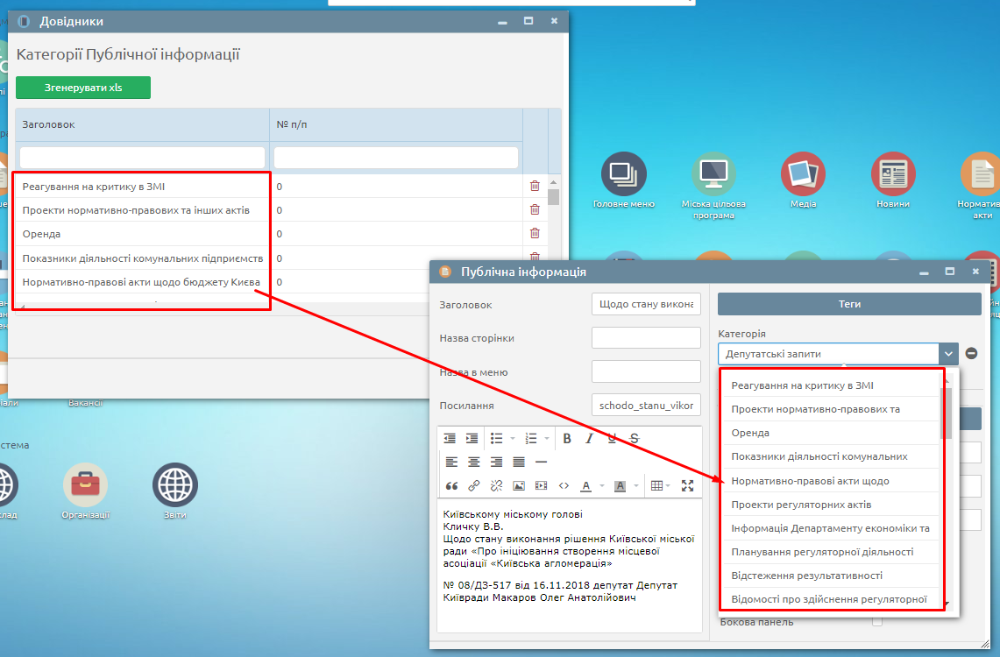 Довідники
Категорії Публічної інформації
Згенерувати xls
Заголовок
№ п/п
Реагування на критику в ЗМІ
0
Проекти нормативно-правових та інших актів
0
Оренда
0
Показники діяльності комунальних підприємств
0
Нормативно-правові акти щодо бюджету Києва
0
Головне меню
Міська цільова
програма
Медіа
Новини
Норматив
акти
Вакансії
стема
Організації
Звіти
Публічна інформація
Заголовок
Щодо стану викона
Назва сторінки
Назва в меню
Посилання
schodo_stanu_vikor
Київському міському голові
Кличку В.В.
Щодо стану виконання рішення Київської міської
ради «Про ініціювання створення місцевої
асоціації «Київська агломерація»
№ 08/ДЗ-517 від 16.11.2018 депутат Депутат
Київради Макаров Олег Анатолійович
Теги
Категорія
Депутатські запити
Реагування на критику в ЗМІ
Проекти нормативно-правових та
Оренда
Показники діяльності комунальних
Нормативно-правові акти щодо
Проекти регуляторних актів
Інформація Департаменту економіки та
Планування регуляторної діяльності
Відстеження результативності
Відомості про здійснення регуляторної
Бокова панель